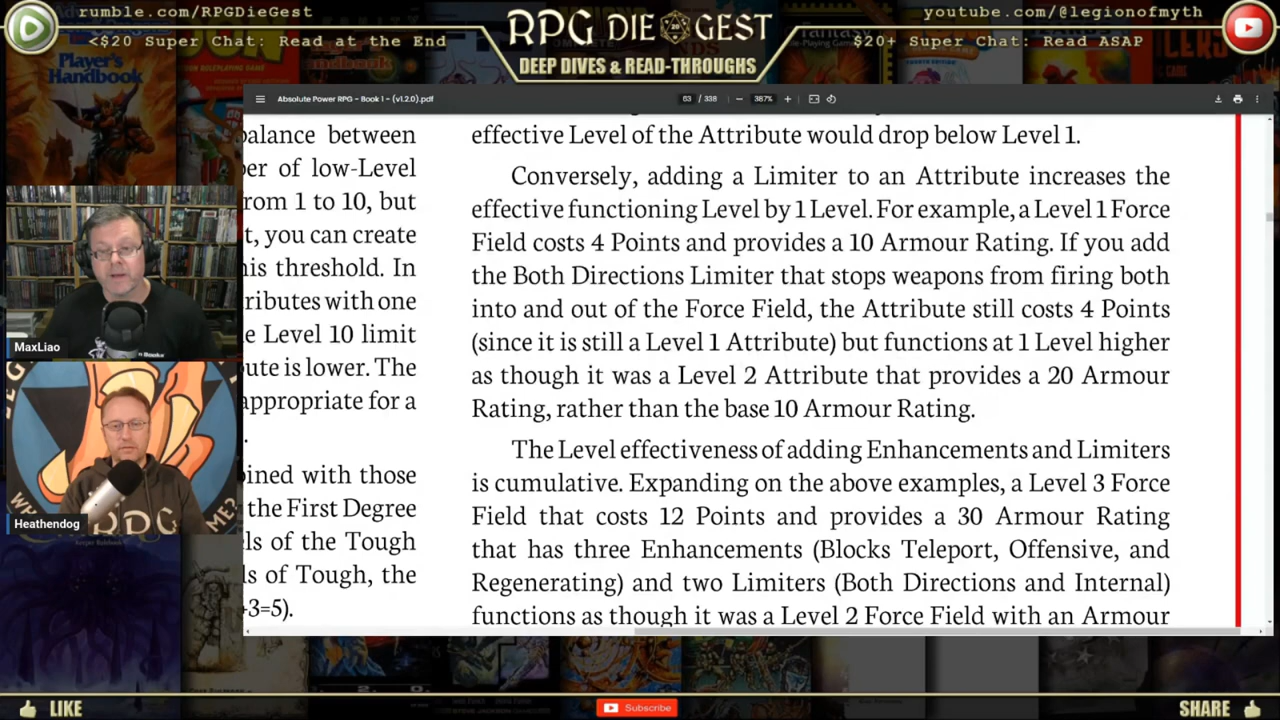 rumble.com/RPGDieGest
<$20 Super Chat: Read at the End
RPG DIE GEST
DEEP DIVES & READ-THROUGHS
youtube.com/@legionofmyth
$20+ Super Chat: Read ASAP
Player's
Handbook
Absolute Power RPG - Book 1 - (v1.2.0).pdf
63 / 338
387%
balance between
er of low-Level
rom 1 to 10, but
t, you can create
his threshold. In
ributes with one
e Level 10 limit
ute is lower. The
appropriate for a
.
ined with those
the First Degree
ls of the Tough
ls of Tough, the
+3=5).
effective Level of the Attribute would drop below Level 1.
Conversely, adding a Limiter to an Attribute increases the
effective functioning Level by 1 Level. For example, a Level 1 Force
Field costs 4 Points and provides a 10 Armour Rating. If you add
the Both Directions Limiter that stops weapons from firing both
into and out of the Force Field, the Attribute still costs 4 Points
(since it is still a Level 1 Attribute) but functions at 1 Level higher
as though it was a Level 2 Attribute that provides a 20 Armour
Rating, rather than the base 10 Armour Rating.
The Level effectiveness of adding Enhancements and Limiters
is cumulative. Expanding on the above examples, a Level 3 Force
Field that costs 12 Points and provides a 30 Armour Rating
that has three Enhancements (Blocks Teleport, Offensive, and
Regenerating) and two Limiters (Both Directions and Internal)
functions as though it was a Level 2 Force Field with an Armour
MaxLiao
Heathendog
LIKE
Subscribe
SHARE